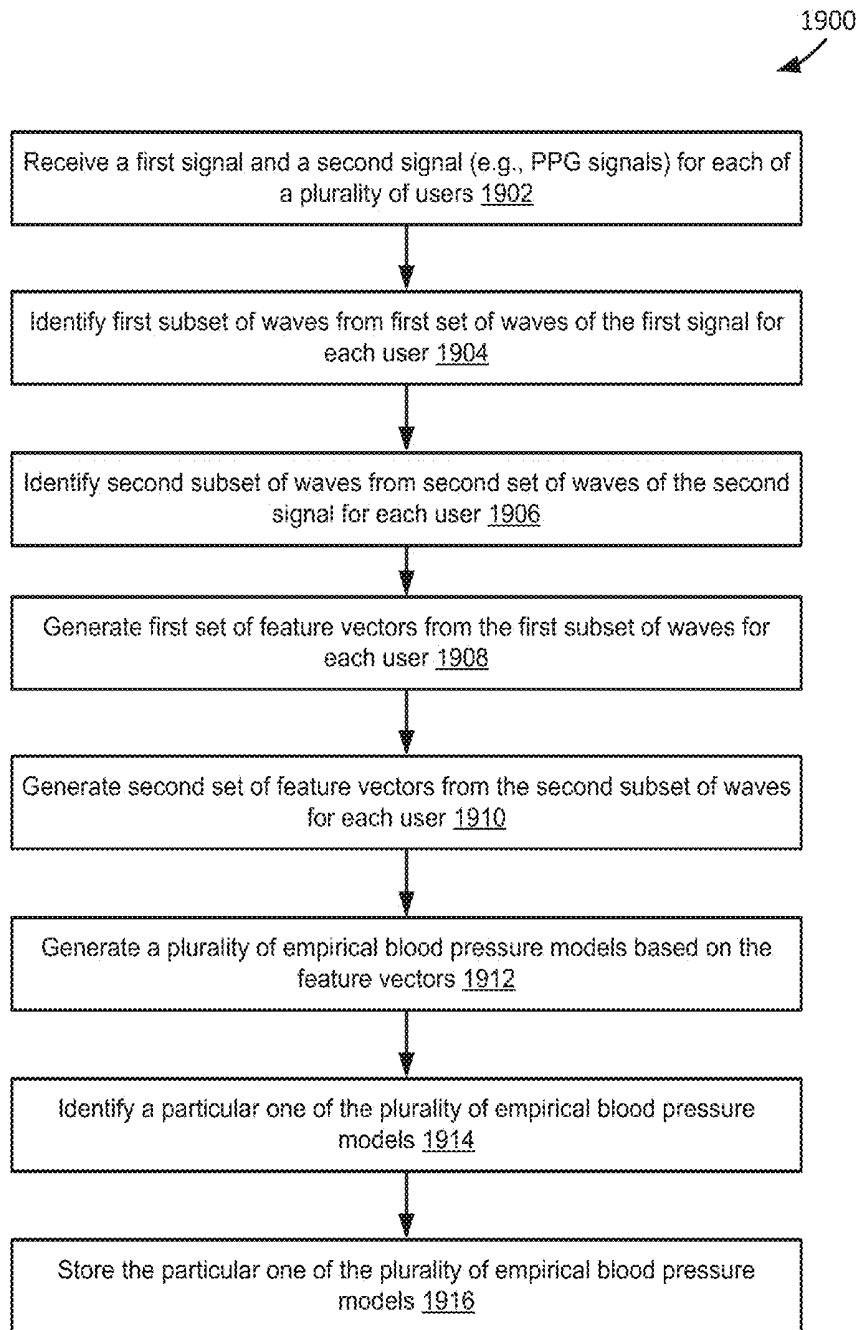 1900
Receive a first signal and a second signal (e.g., PPG signals) for each of
a plurality of users 1902
Identify first subset of waves from first set of waves of the first signal for
each user 1904
Identify second subset of waves from second set of waves of the second
signal for each user 1906
Generate first set of feature vectors from the first subset of waves for
each user 1908
Generate second set of feature vectors from the second subset of waves
for each user 1910
Generate a plurality of empirical blood pressure models based on the
feature vectors 1912
Identify a particular one of the plurality of empirical blood pressure
models 1914
Store the particular one of the plurality of empirical blood pressure
models 1916